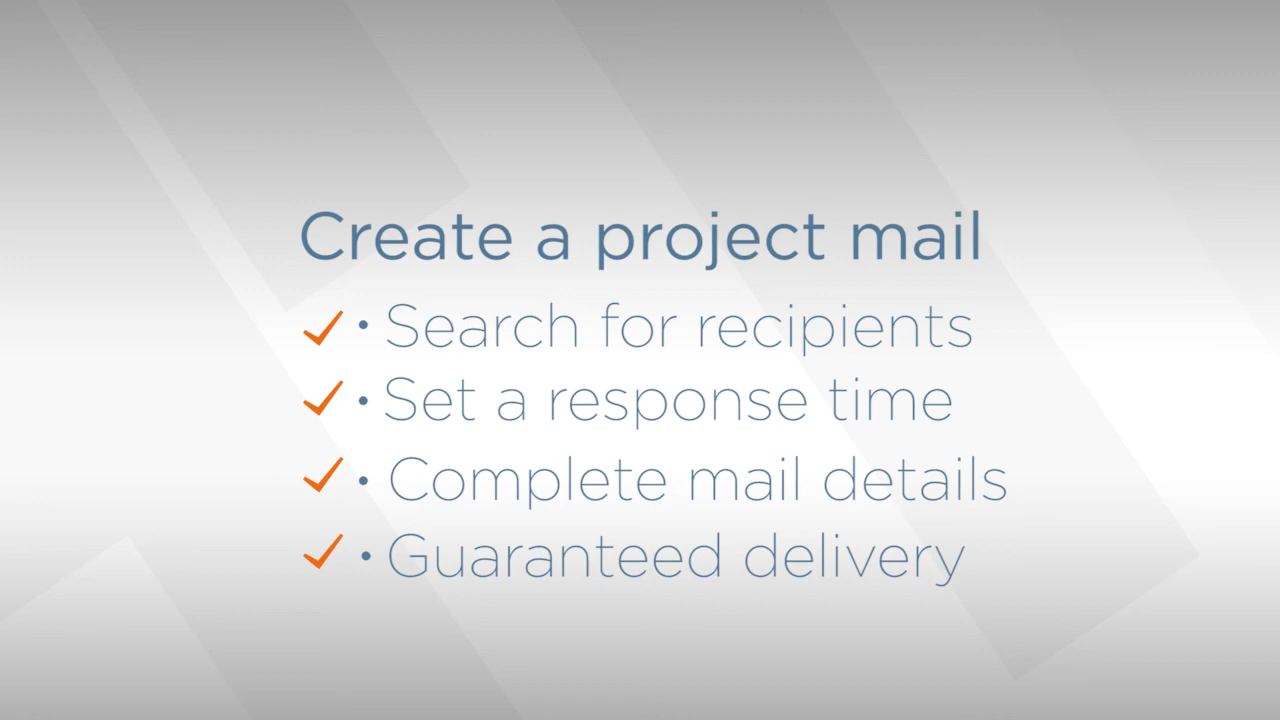 Create a project mail
• Search for recipients
• Set a response time
• Complete mail details
• Guaranteed delivery